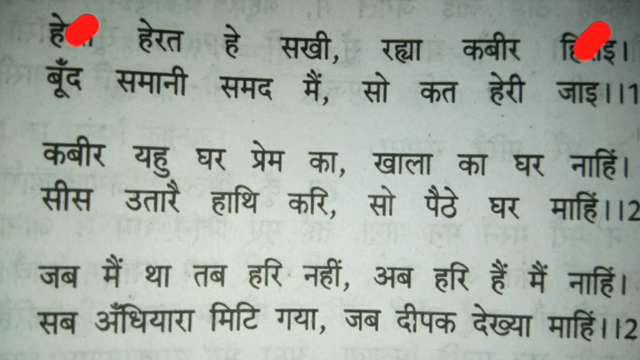 हेरत हे सखी, रह्या कबीर
बूँद समानी समद मैं, सो कत हेरी जाइ।।1
कबीर यहु घर प्रेम का, खाला का घर नाहिं।
सीस उतारै हाथि करि, सो पैठे घर माहिं।।2
जब मैं था तब हरि नहीं, अब हरि हैं मैं नाहिं।
सब अँधियारा मिटि गया, जब दीपक देख्या माहिं।।2